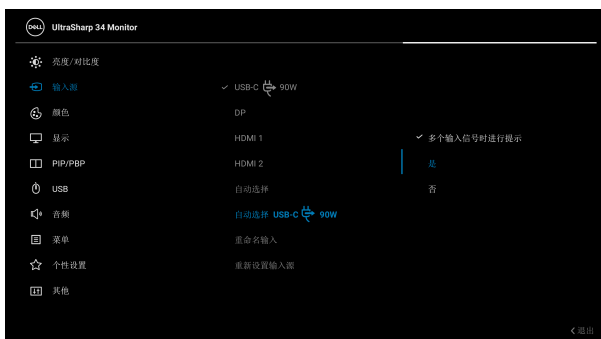 DELL UltraSharp 34 Monitor
亮度/对比度
输入源
颜色
显示
PIP/PBP
USB
音频
菜单
个性设置
其他
USB-C 90W
DP
HDMI 1
HDMI 2
自动选择
自动选择 USB-C 90W
重命名输入
重新设置输入源
多个输入信号时进行提示
是
否
退出